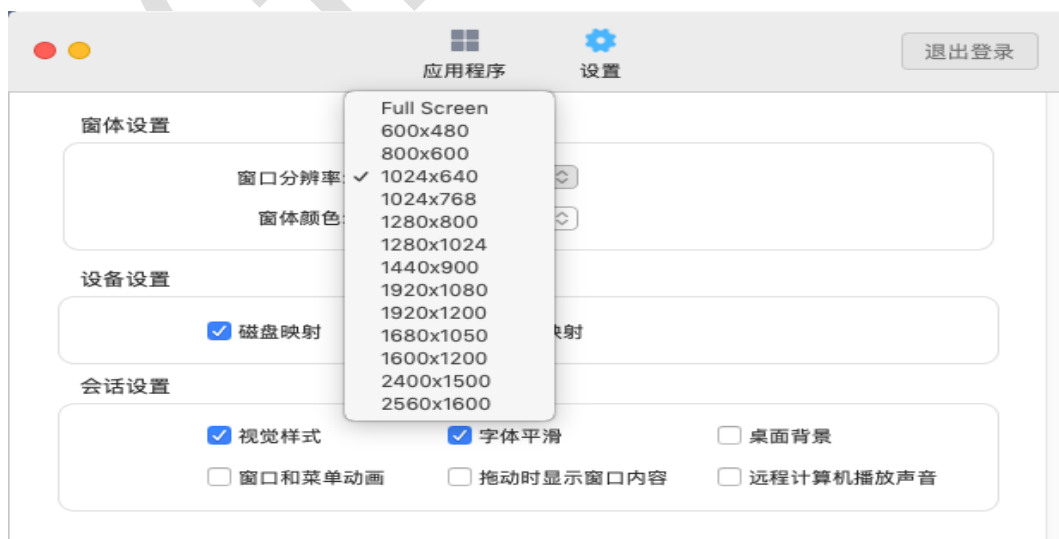 应用程序
设置
退出登录
窗体设置
窗口分辨率:
窗体颜色:
Full Screen
600x480
800x600
✓ 1024x640
1024x768
1280x800
1280x1024
1440x900
1920x1080
1920x1200
1680x1050
1600x1200
2400x1500
2560x1600
设备设置
磁盘映射
映射
会话设置
视觉样式 字体平滑 桌面背景
窗口和菜单动画 拖动时显示窗口内容 远程计算机播放声音